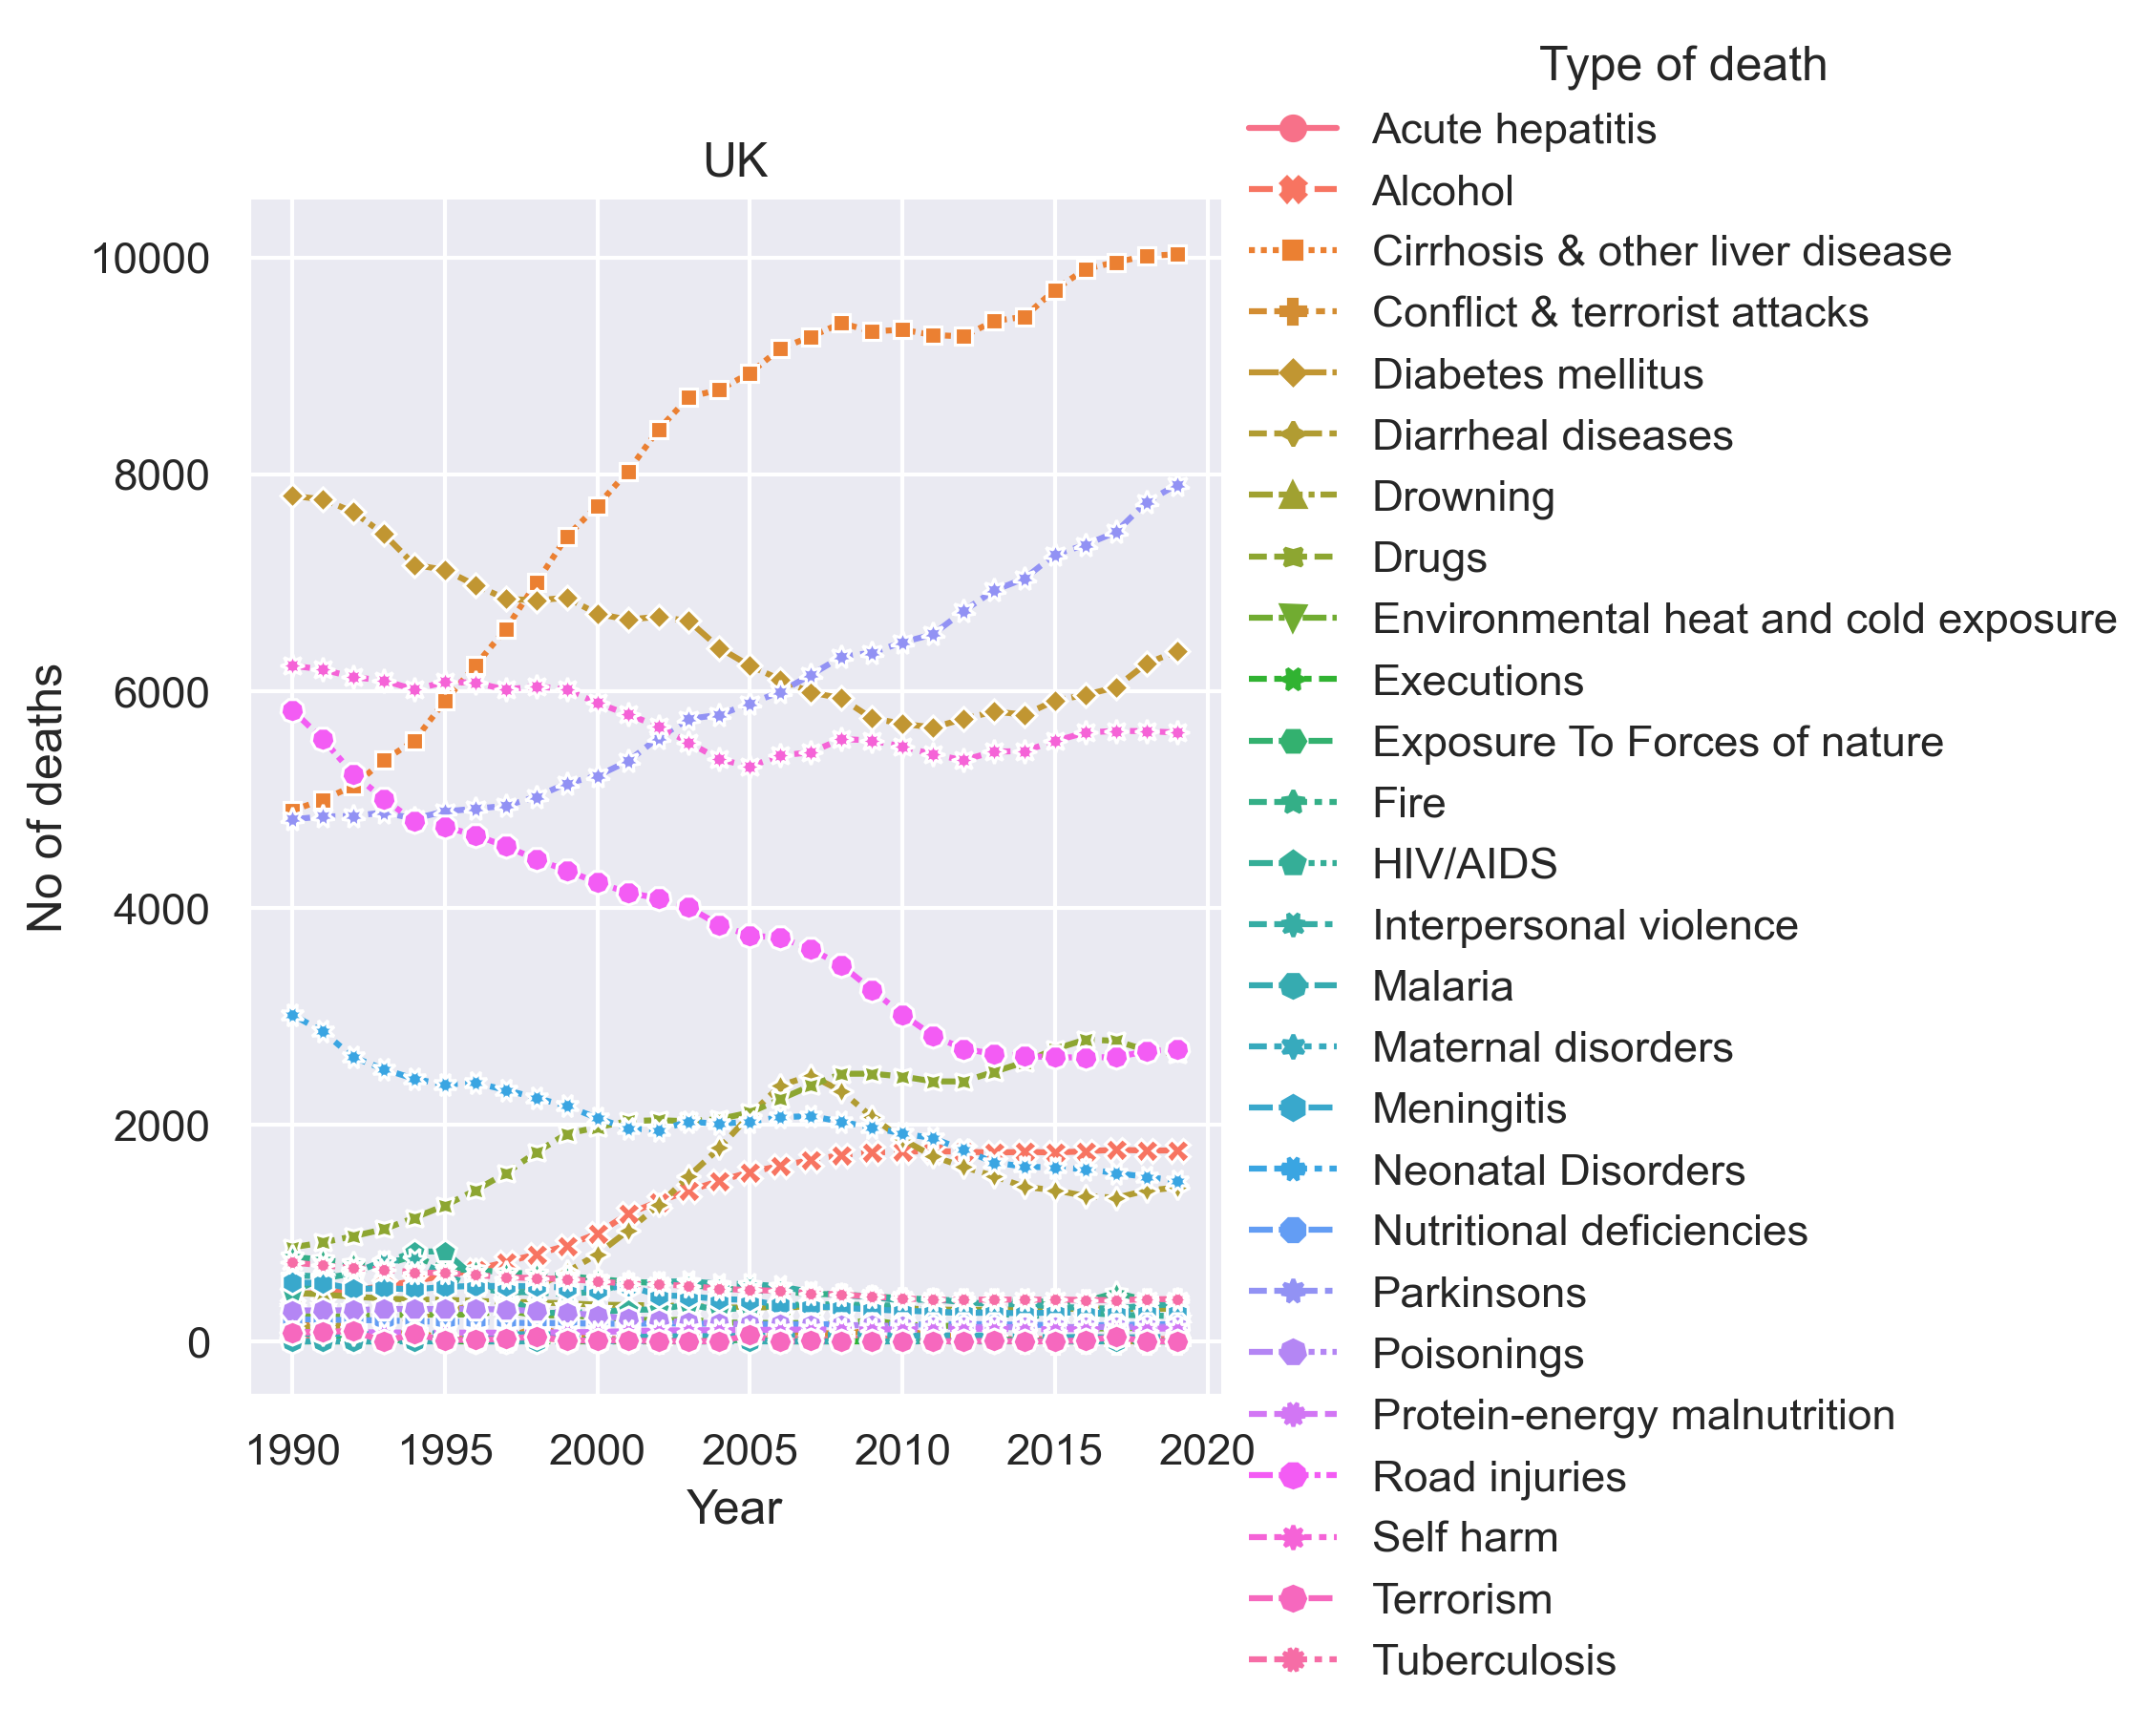 Type of death
Acute hepatitis
Alcohol
Cirrhosis & other liver disease
Conflict & terrorist attacks
Diabetes mellitus
Diarrheal diseases
Drowning
Drugs
Environmental heat and cold exposure
Executions
Exposure To Forces of nature
Fire
HIV/AIDS
Interpersonal violence
Malaria
Maternal disorders
Meningitis
Neonatal Disorders
Nutritional deficiencies
Parkinsons
Poisonings
Protein-energy malnutrition
Road injuries
Self harm
Terrorism
Tuberculosis
UK
10000
8000
6000
4000
2000
0
No of deaths
1990 1995 2000 2005 2010 2015 2020
Year